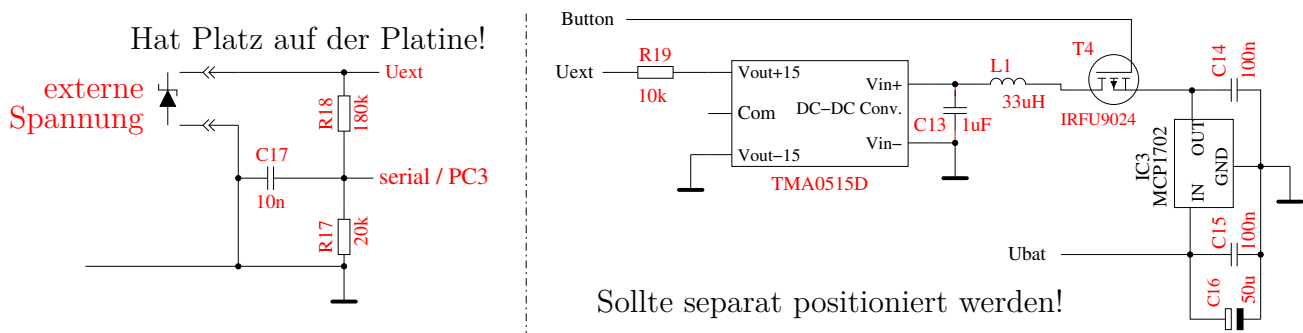 Hat Platz auf der Platine!
externe
Spannung
Uext
R18
180k
C17
10n
serial / PC3
R17
20k
Button
Uext
R19
10k
Vout+15
Com
Vout−15
Vin+
DC−DC Conv.
Vin−
TMA0515D
C13
1uF
L1
33uH
T4
IRFU9024
C14
100n
IC3
MCP1702
OUT
GND
IN
C15
100n
Ubat
C16
50u
Sollte separat positioniert werden!